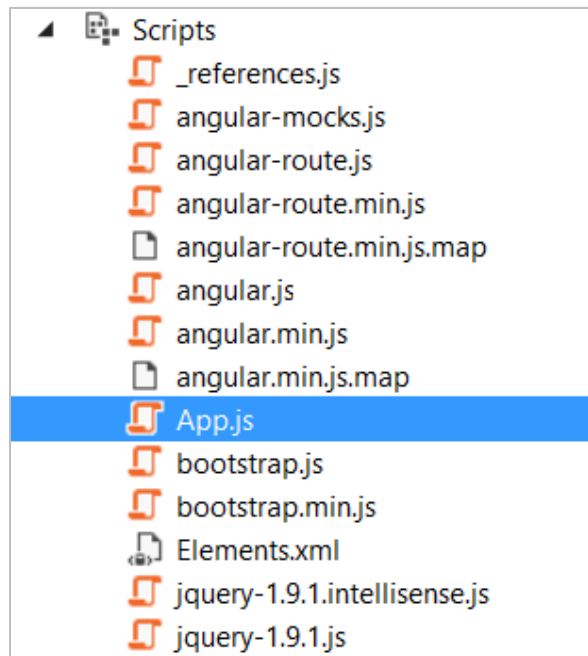 Scripts
_references.js
angular-mocks.js
angular-route.js
angular-route.min.js
angular-route.min.js.map
angular.js
angular.min.js
angular.min.js.map
App.js
bootstrap.js
bootstrap.min.js
Elements.xml
jquery-1.9.1.intellisense.js
jquery-1.9.1.js